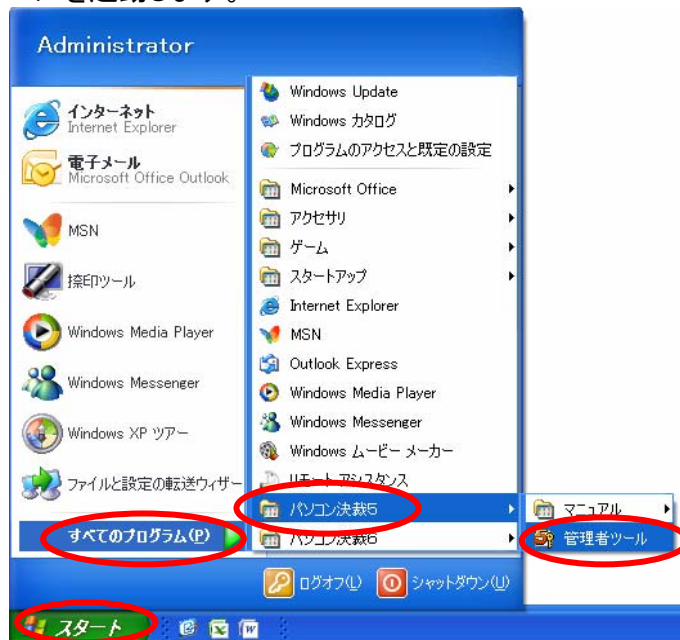 Administrator
インターネット
Internet Explorer
電子メール
Microsoft Office Outlook
MSN
捺印ツール
Windows Media Player
Windows Messenger
Windows XP ツアー
ファイルと設定の転送ウィザー
すべてのプログラム(P)
Windows Update
Windows カタログ
プログラムのアクセスと既定の設定
Microsoft Office
アクセサリ
ゲーム
スタートアップ
Internet Explorer
MSN
Outlook Express
Windows Media Player
Windows Messenger
Windows ムービー メーカー
リモート アシスタンス
パソコン決裁5
パソコン決裁6
マニュアル
管理者ツール
ログオフ(L)
シャットダウン(U)
スタート